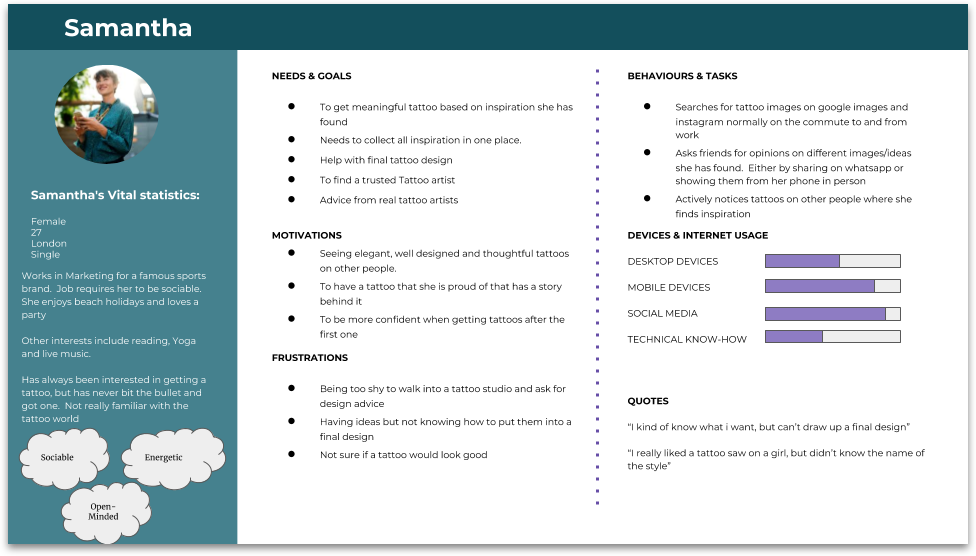 Samantha
Samantha's Vital statistics:
Female
27
London
Single
Works in Marketing for a famous sports
brand.  Job requires her to be sociable.
She enjoys beach holidays and loves a
party
Other interests include reading, Yoga
and live music.
Has always been interested in getting a
tattoo, but has never bit the bullet and
got one.  Not really familiar with the
tattoo world
Sociable
Energetic
Open-
Minded
NEEDS & GOALS
● To get meaningful tattoo based on inspiration she has
found
● Needs to collect all inspiration in one place.
● Help with final tattoo design
● To find a trusted Tattoo artist
● Advice from real tattoo artists
MOTIVATIONS
● Seeing elegant, well designed and thoughtful tattoos
on other people.
● To have a tattoo that she is proud of that has a story
behind it
● To be more confident when getting tattoos after the
first one
FRUSTRATIONS
● Being too shy to walk into a tattoo studio and ask for
design advice
● Having ideas but not knowing how to put them into a
final design
● Not sure if a tattoo would look good
BEHAVIOURS & TASKS
● Searches for tattoo images on google images and
instagram normally on the commute to and from
work
● Asks friends for opinions on different images/ideas
she has found.  Either by sharing on whatsapp or
showing them from her phone in person
● Actively notices tattoos on other people where she
finds inspiration
DEVICES & INTERNET USAGE
DESKTOP DEVICES
MOBILE DEVICES
SOCIAL MEDIA
TECHNICAL KNOW-HOW
QUOTES
“I kind of know what i want, but can’t draw up a final design”
“I really liked a tattoo saw on a girl, but didn’t know the name of
the style”